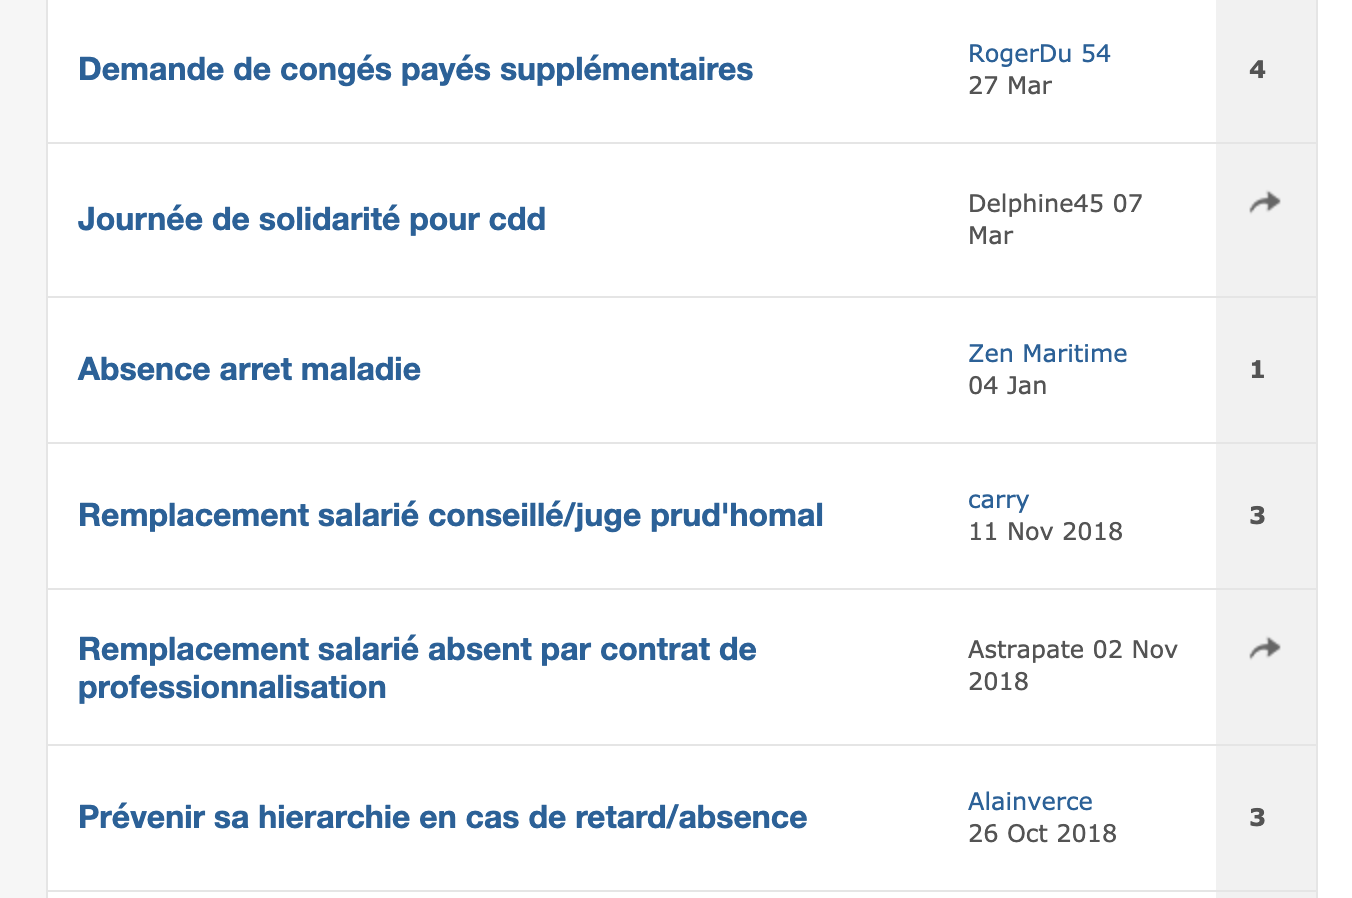 Demande de congés payés supplémentaires
RogerDu 54
27 Mar
4
Journée de solidarité pour cdd
Delphine45 07
Mar
Absence arret maladie
Zen Maritime
04 Jan
1
Remplacement salarié conseillé/juge prud'homal
carry
11 Nov 2018
3
Remplacement salarié absent par contrat de
professionnalisation
Astrapate 02 Nov
2018
Prévenir sa hierarchie en cas de retard/absence
Alainverce
26 Oct 2018
3